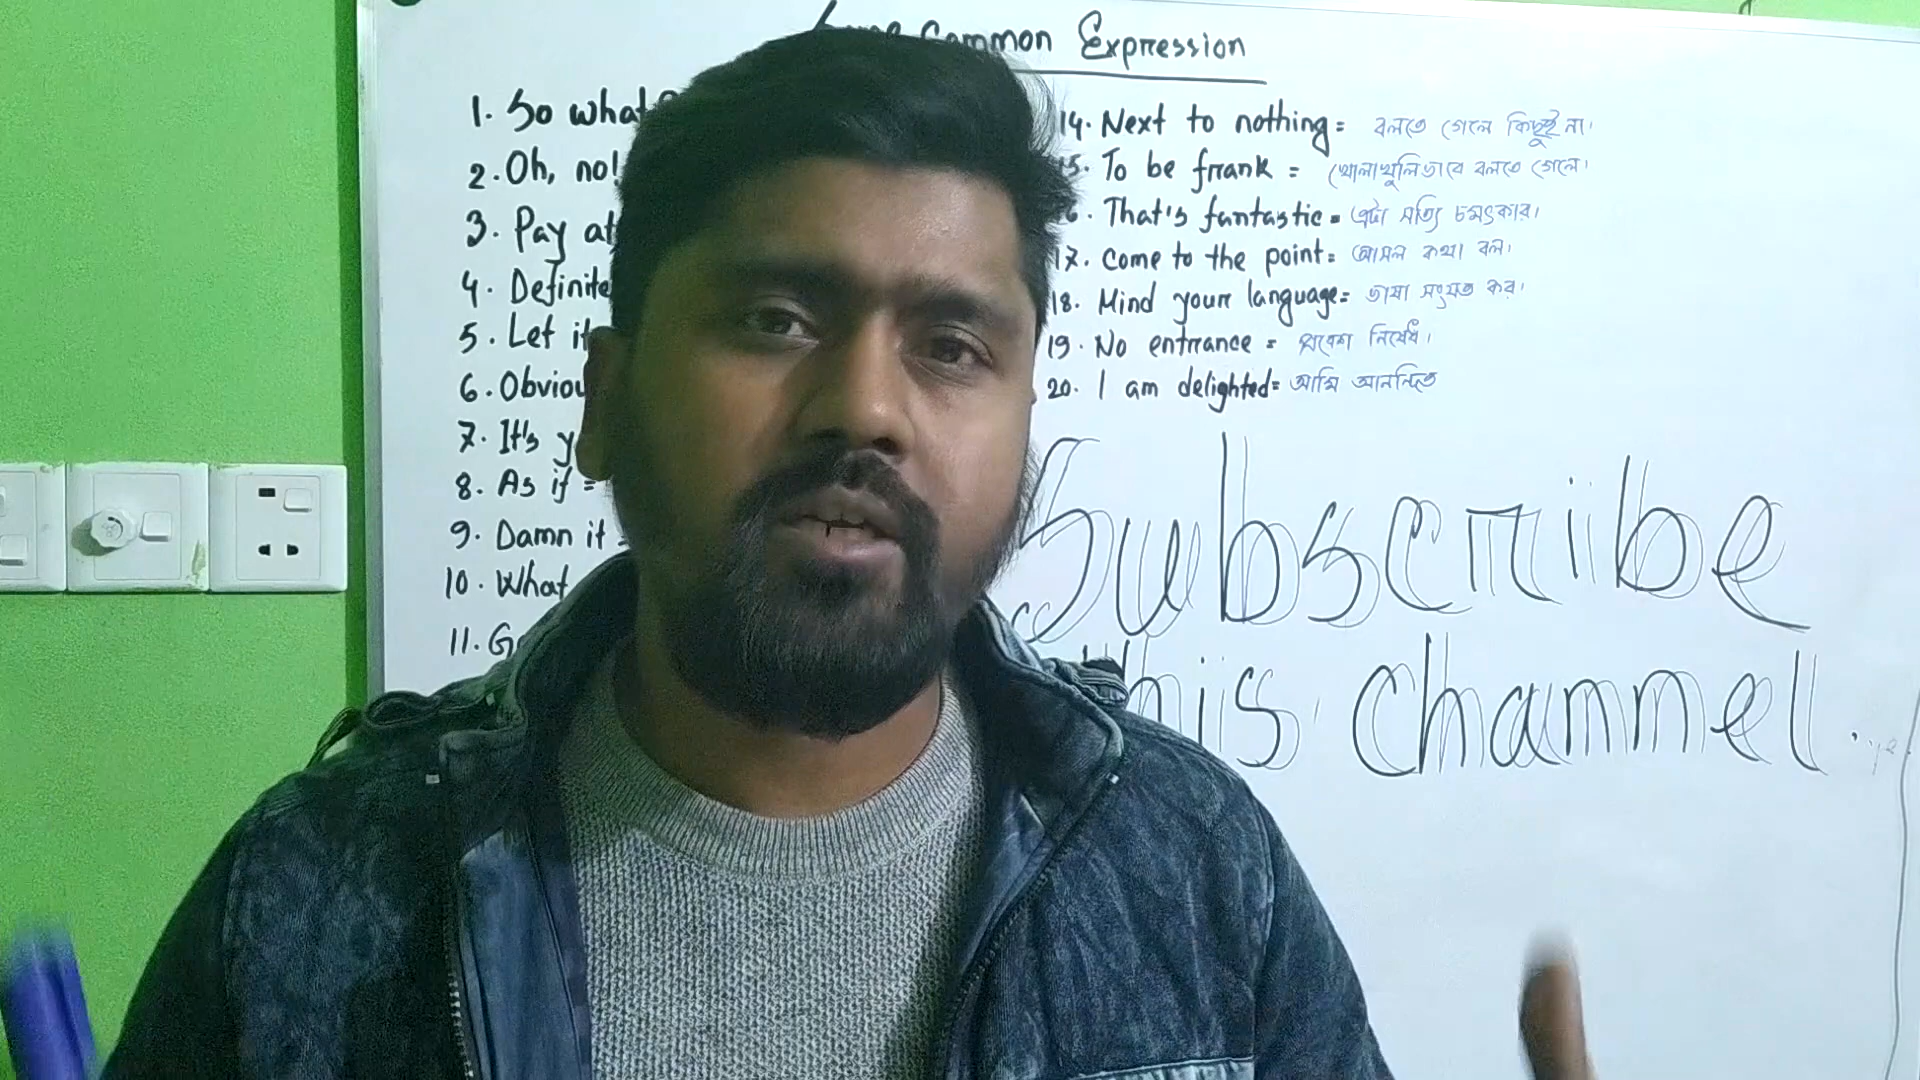 Common Expression
1. So what
2. Oh, no!
3. Pay at
4. Definite
5. Let it
6. Obviou
7. It's y
8. As if =
9. Damn it
10. What
11. G
14. Next to nothing = বলতে গেলে কিছুই না।
15. To be frank = খোলাখুলিভাবে বলতে গেলে।
16. That's fantastic = এটা সত্যি চমৎকার।
17. Come to the point = আসল কথা বল।
18. Mind your language = ভাষা সংযত কর।
19. No entrance = প্রবেশ নিষেধ।
20. I am delighted = আমি আনন্দিত
Subscribe
this channel..